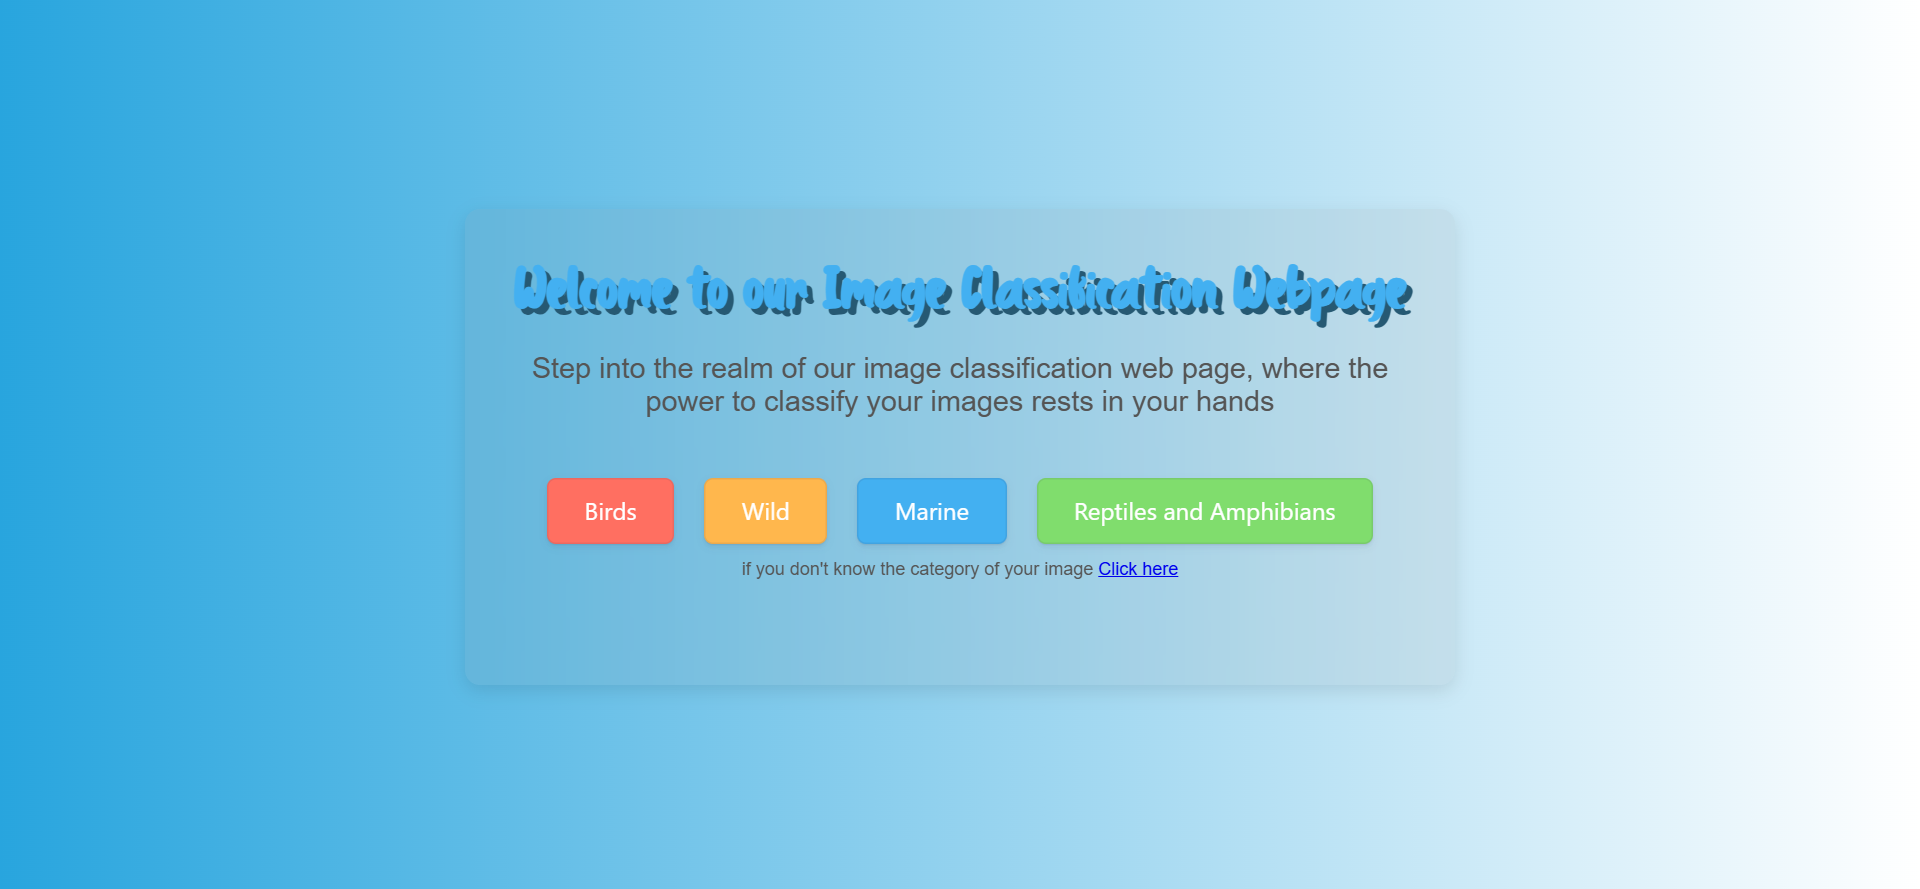 Welcome to our Image Classification Webpage
Step into the realm of our image classification web page, where the
power to classify your images rests in your hands
Birds Wild Marine Reptiles and Amphibians
if you don't know the category of your image Click here